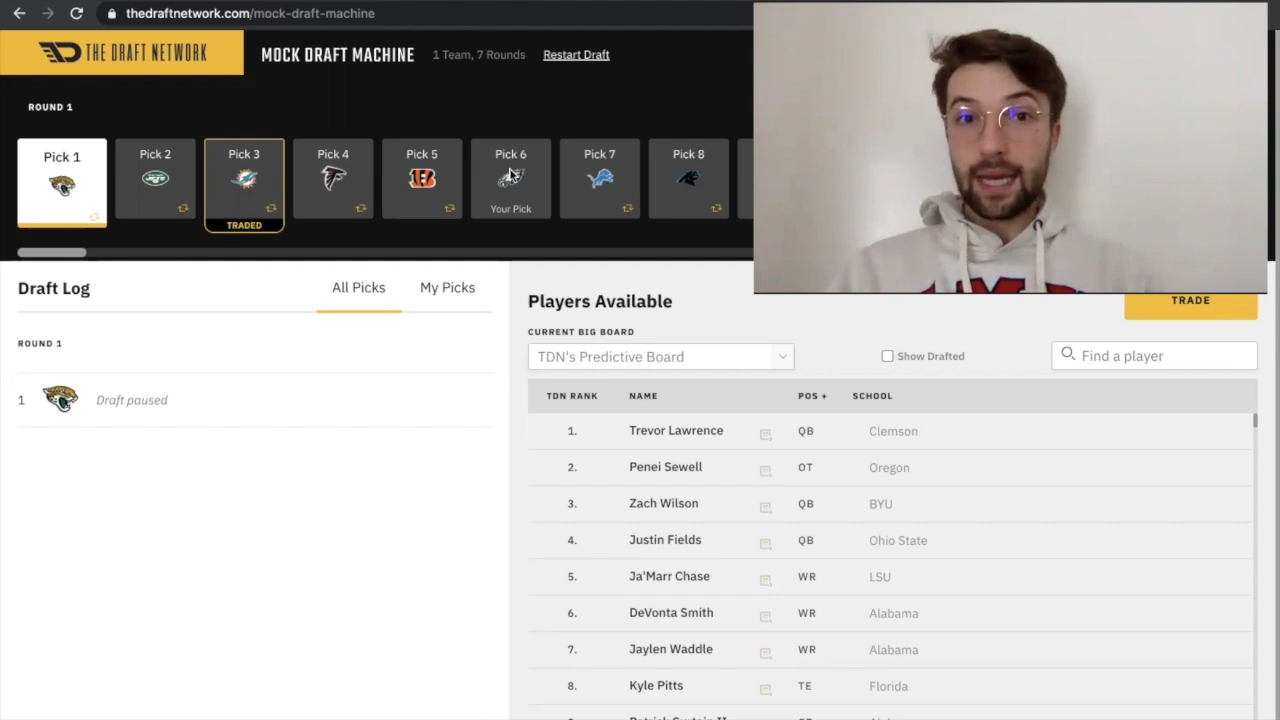 thedraftnetwork.com/mock-draft-machine
THE DRAFT NETWORK
MOCK DRAFT MACHINE
1 Team, 7 Rounds
Restart Draft
ROUND 1
Pick 1
Pick 2
Pick 3
Pick 4
Pick 5
Pick 6
Pick 7
Pick 8
Your Pick
TRADED
Draft Log
All Picks
My Picks
ROUND 1
1
Draft paused
Players Available
TRADE
CURRENT BIG BOARD
TDN's Predictive Board
Show Drafted
Find a player
TDN RANK NAME POS + SCHOOL
1. Trevor Lawrence QB Clemson
2. Penei Sewell OT Oregon
3. Zach Wilson QB BYU
4. Justin Fields QB Ohio State
5. Ja'Marr Chase WR LSU
6. DeVonta Smith WR Alabama
7. Jaylen Waddle WR Alabama
8. Kyle Pitts TE Florida